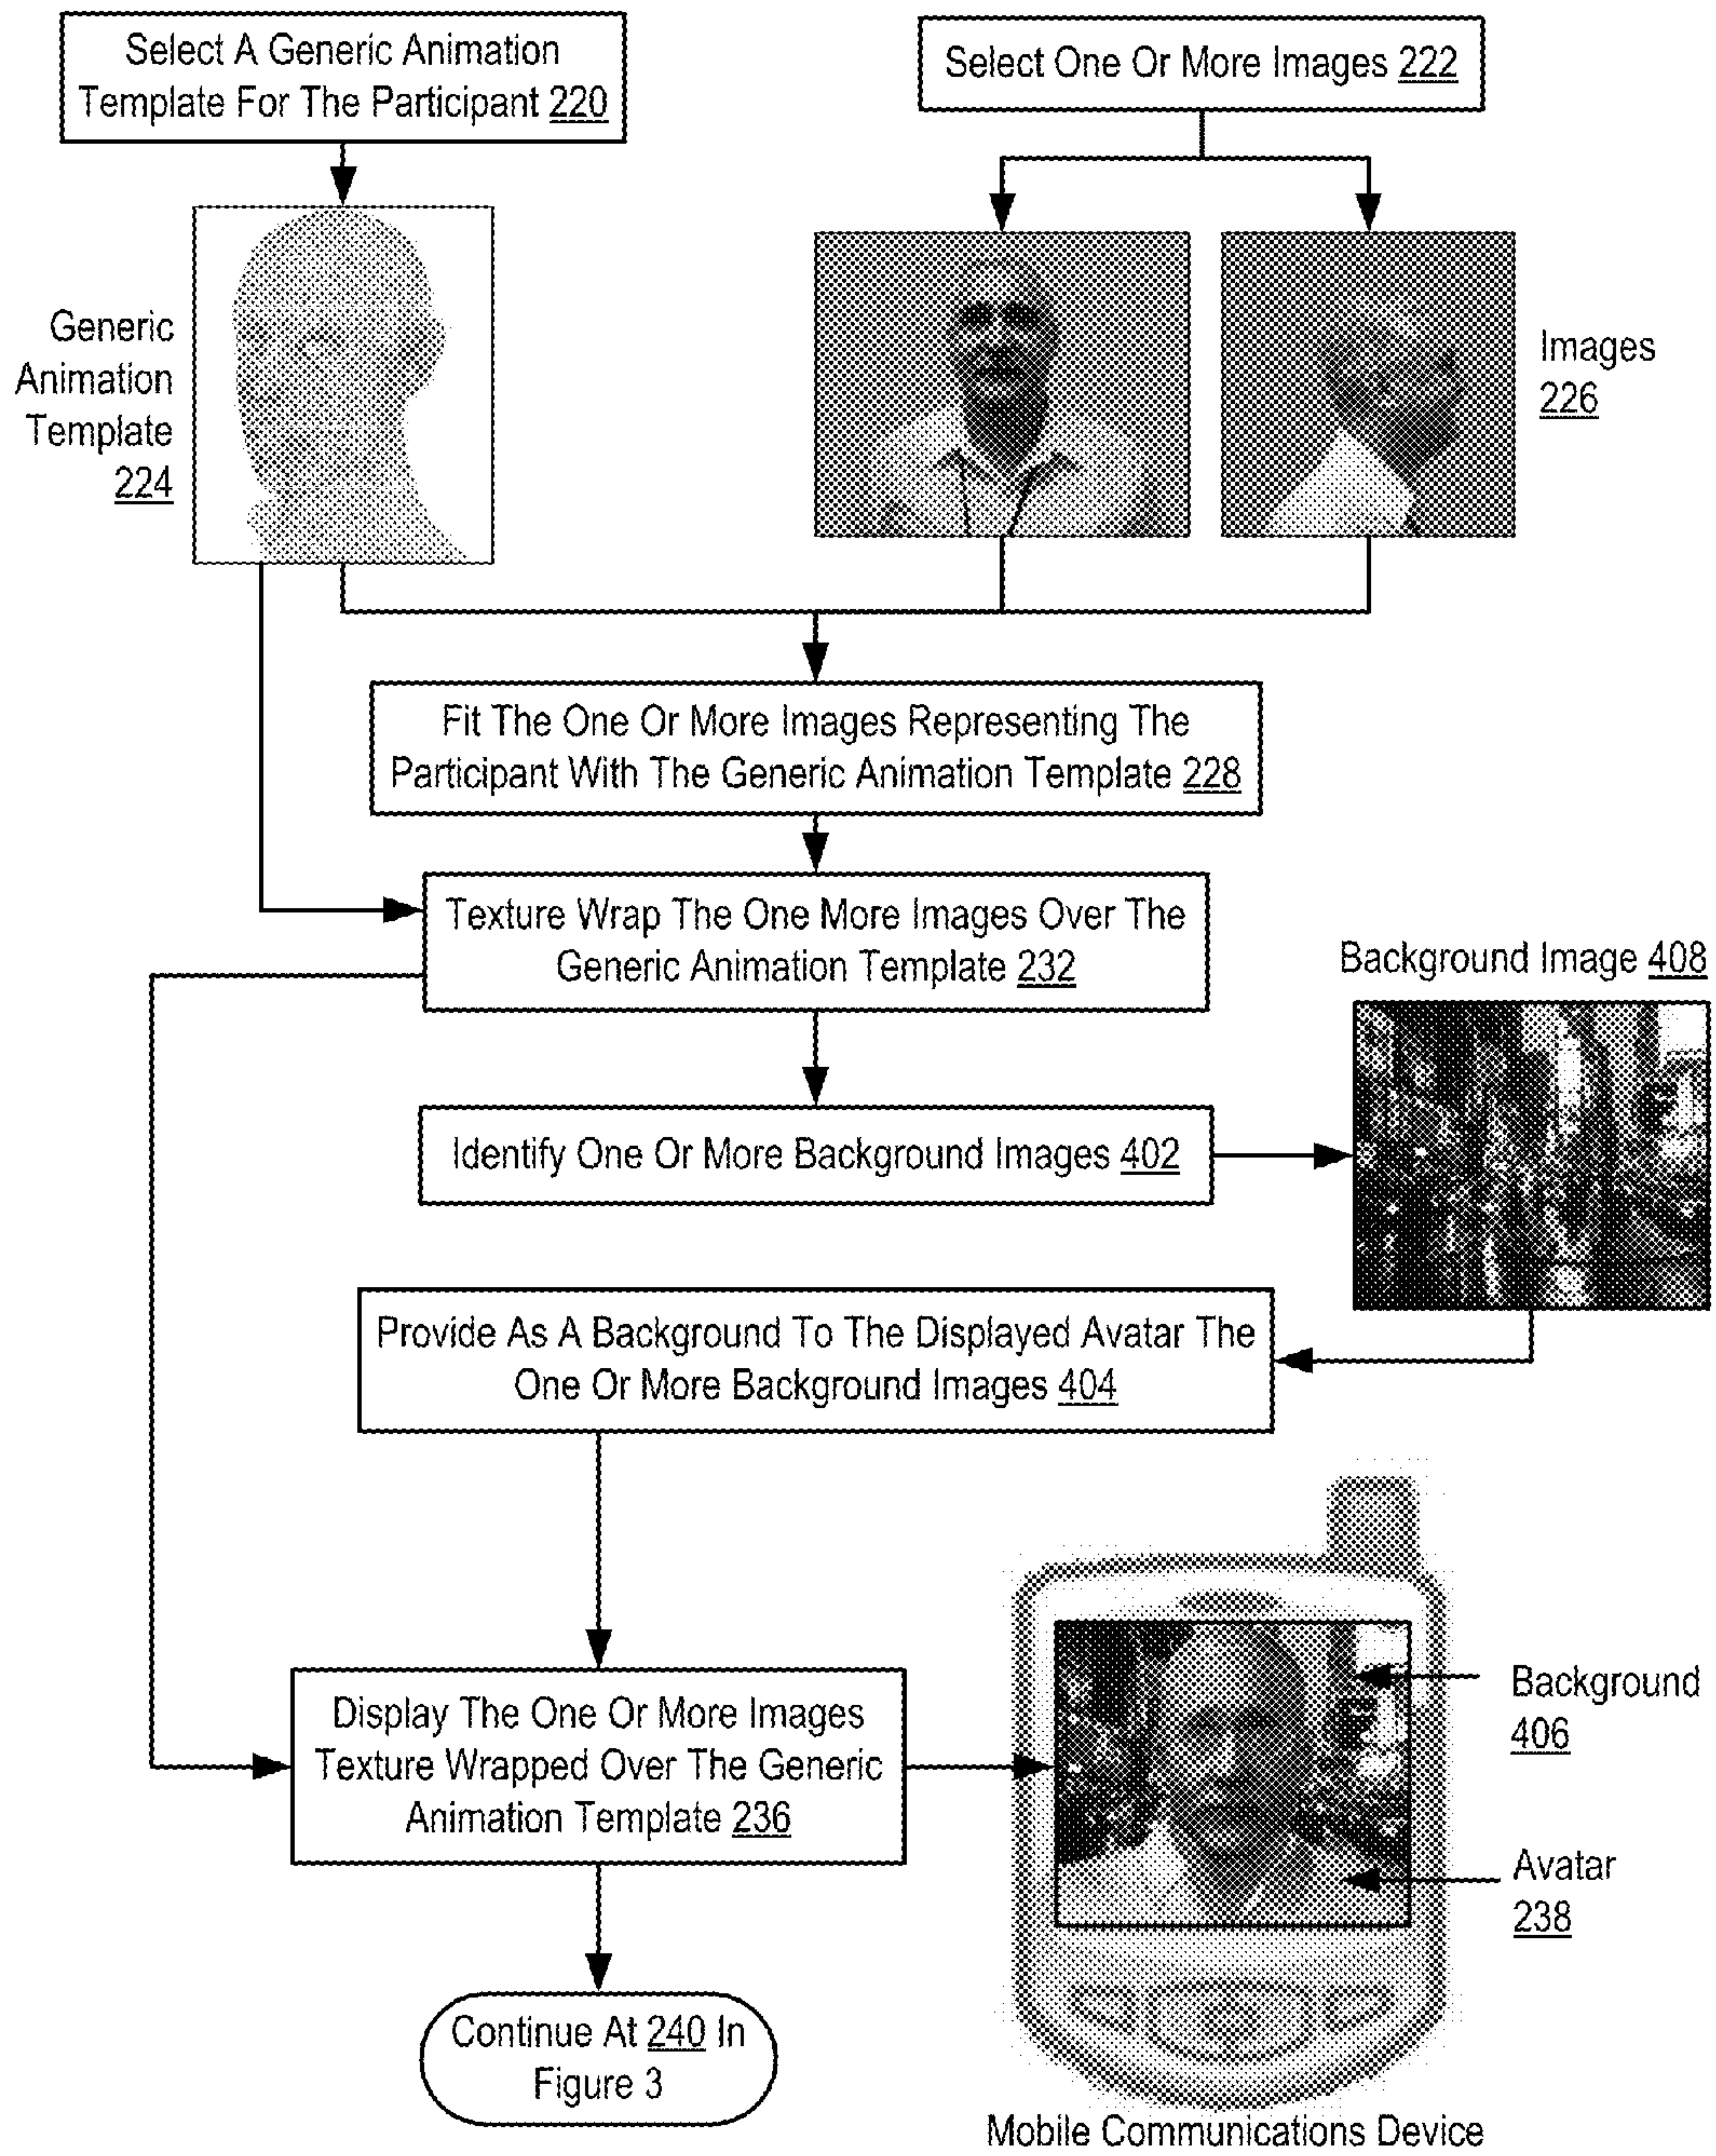 Select A Generic Animation
Template For The Participant 220
Select One Or More Images 222
Generic
Animation
Template
224
Images
226
Fit The One Or More Images Representing The
Participant With The Generic Animation Template 228
Texture Wrap The One More Images Over The
Generic Animation Template 232
Background Image 408
Identify One Or More Background Images 402
Provide As A Background To The Displayed Avatar The
One Or More Background Images 404
Display The One Or More Images
Texture Wrapped Over The Generic
Animation Template 236
Background
406
Avatar
238
Continue At 240 In
Figure 3
Mobile Communications Device